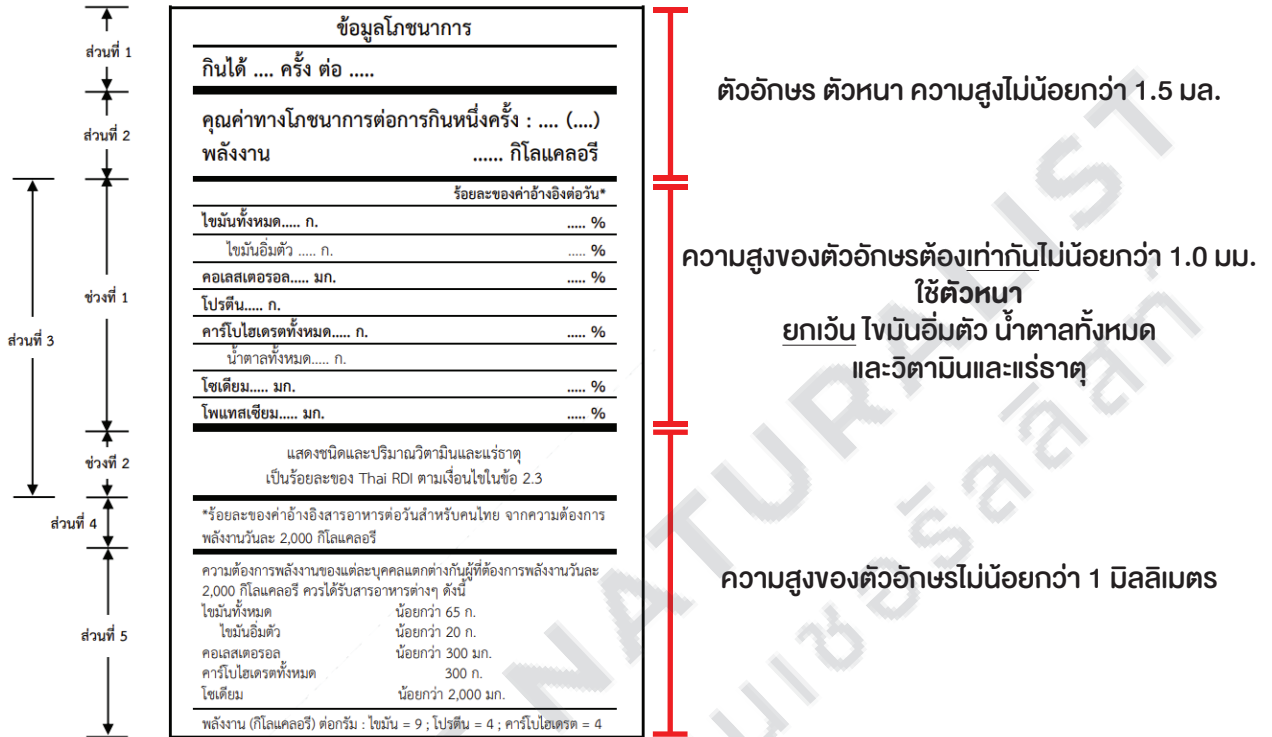 ข้อมูลโภชนาการ
กินได้ .... ครั้ง ต่อ .....
คุณค่าทางโภชนาการต่อการกินหนึ่งครั้ง : .... (....)
พลังงาน ...... กิโลแคลอรี
ร้อยละของค่าอ้างอิงต่อวัน*
ไขมันทั้งหมด..... ก. ..... %
ไขมันอิ่มตัว ..... ก. ..... %
คอเลสเตอรอล..... มก. ..... %
โปรตีน..... ก.
คาร์โบไฮเดรตทั้งหมด..... ก. ..... %
น้ำตาลทั้งหมด..... ก.
โซเดียม..... มก. ..... %
โพแทสเซียม..... มก. ..... %
แสดงชนิดและปริมาณวิตามินและแร่ธาตุ
เป็นร้อยละของ Thai RDI ตามเงื่อนไขในข้อ 2.3
*ร้อยละของค่าอ้างอิงสารอาหารต่อวันสำหรับคนไทย จากความต้องการ
พลังงานวันละ 2,000 กิโลแคลอรี
ความต้องการพลังงานของแต่ละบุคคลแตกต่างกันผู้ที่ต้องการพลังงานวันละ
2,000 กิโลแคลอรี ควรได้รับสารอาหารต่างๆ ดังนี้
ไขมันทั้งหมด น้อยกว่า 65 ก.
ไขมันอิ่มตัว น้อยกว่า 20 ก.
คอเลสเตอรอล น้อยกว่า 300 มก.
คาร์โบไฮเดรตทั้งหมด 300 ก.
โซเดียม น้อยกว่า 2,000 มก.
พลังงาน (กิโลแคลอรี) ต่อกรัม : ไขมัน = 9 ; โปรตีน = 4 ; คาร์โบไฮเดรต = 4
ส่วนที่ 1
ส่วนที่ 2
ส่วนที่ 3
ช่วงที่ 1
ช่วงที่ 2
ส่วนที่ 4
ส่วนที่ 5
ตัวอักษร ตัวหนา ความสูงไม่น้อยกว่า 1.5 มล.
ความสูงของตัวอักษรต้องเท่ากันไม่น้อยกว่า 1.0 มม.
ใช้ตัวหนา
ยกเว้น ไขมันอิ่มตัว น้ำตาลทั้งหมด
และวิตามินและแร่ธาตุ
ความสูงของตัวอักษรไม่น้อยกว่า 1 มิลลิเมตร
NATURALIST
เนเชอรัลลิสท์